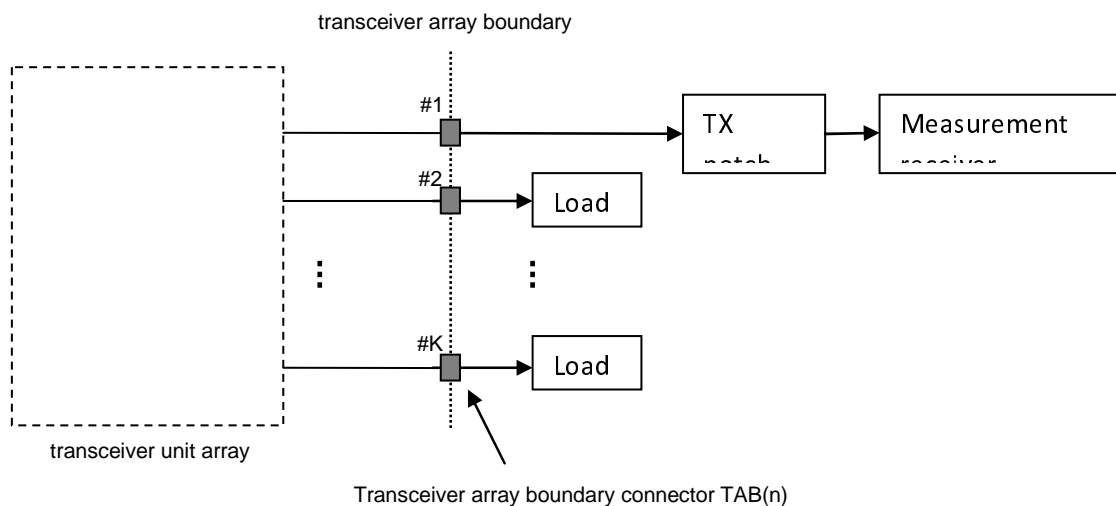 transceiver array boundary
#1
TX
Measurement
#2
Load
#K
Load
transceiver unit array
Transceiver array boundary connector TAB(n)